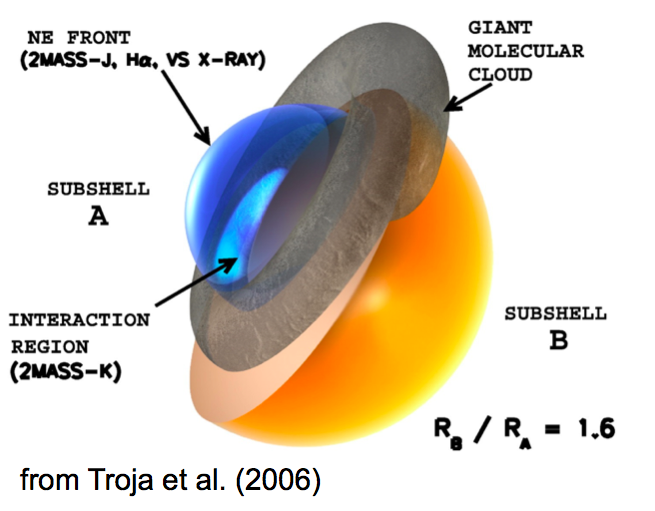 NE FRONT
(2MASS-J, Hα, VS X-RAY)
GIANT
MOLECULAR
CLOUD
SUBSHELL
A
INTERACTION
REGION
(2MASS-K)
SUBSHELL
B
R_B / R_A = 1.6
from Troja et al. (2006)